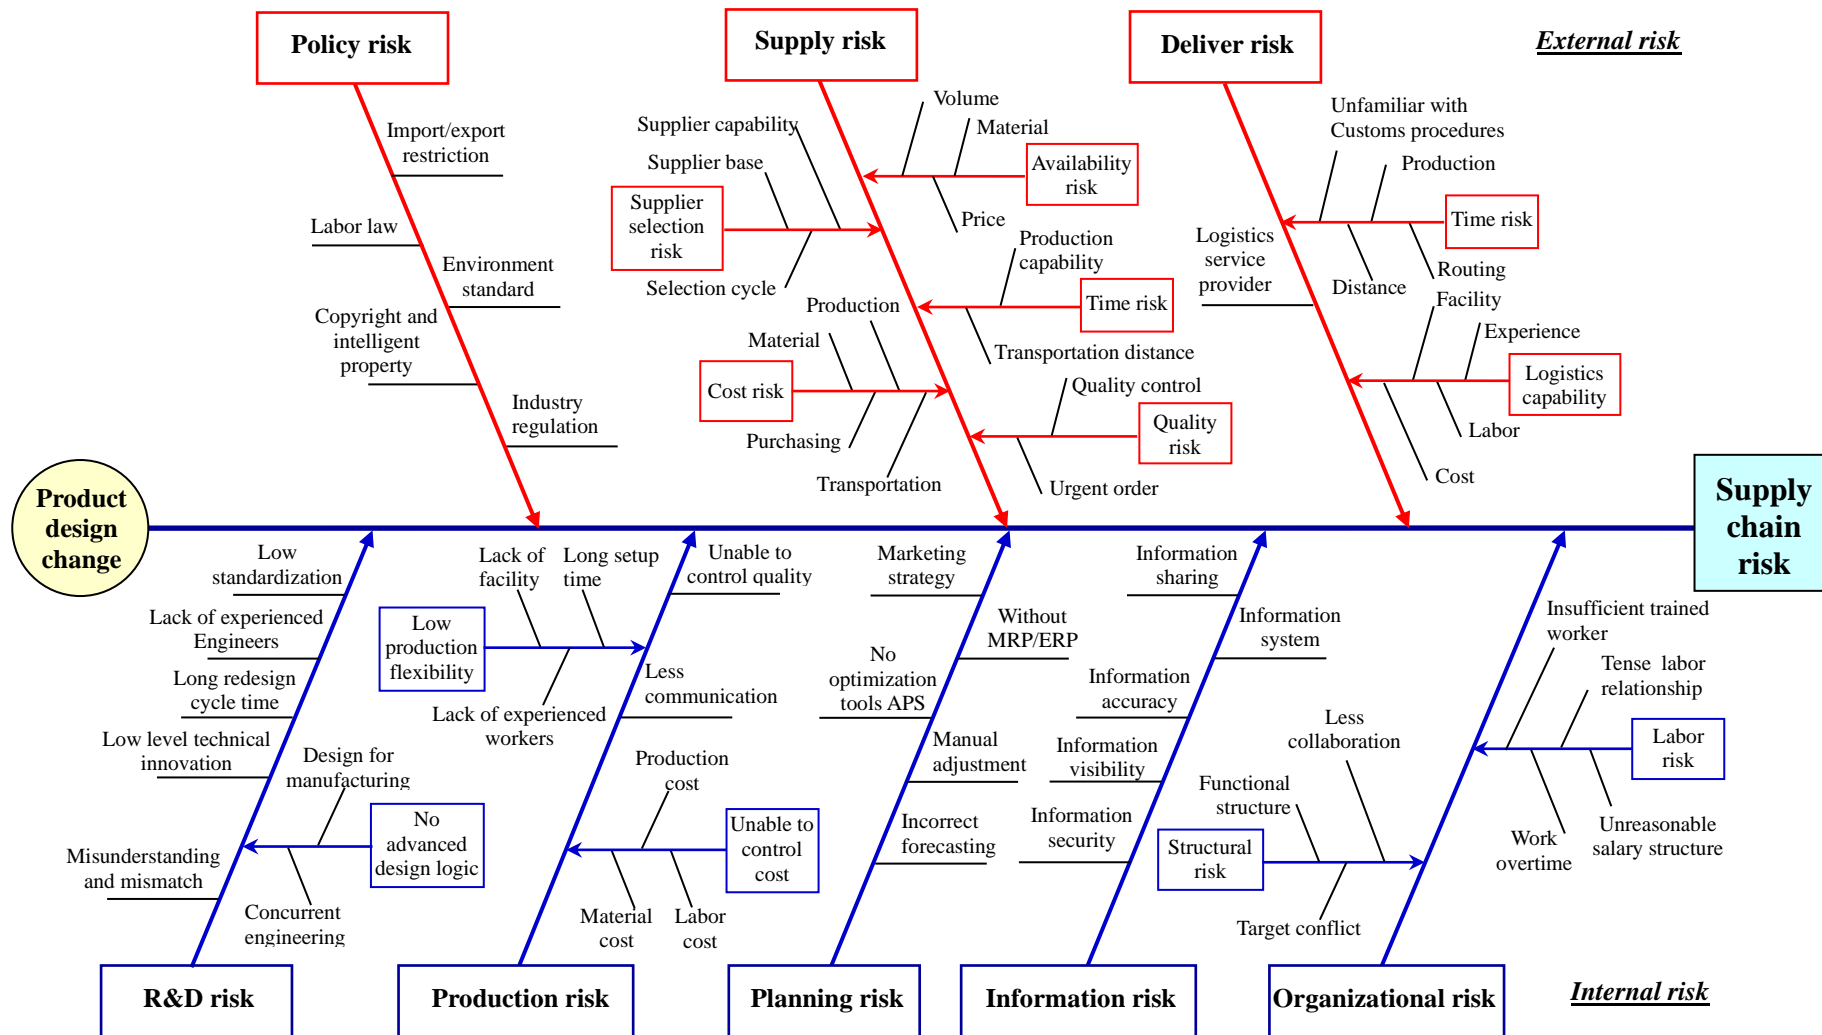 Policy risk
Supply risk
Deliver risk
External risk
Import/export
restriction
Labor law
Environment
standard
Copyright and
intelligent
property
Industry
regulation
Supplier capability
Supplier base
Supplier
selection
risk
Selection cycle
Volume
Material
Availability
risk
Price
Production
capability
Time risk
Transportation distance
Production
Material
Cost risk
Purchasing
Transportation
Quality control
Quality
risk
Urgent order
Unfamiliar with
Customs procedures
Production
Time risk
Routing
Distance
Logistics
service
provider
Facility
Experience
Logistics
capability
Labor
Cost
Product
design
change
Supply
chain
risk
Low
standardization
Lack of experienced
Engineers
Long redesign
cycle time
Low level technical
innovation
Design for
manufacturing
No
advanced
design logic
Misunderstanding
and mismatch
Concurrent
engineering
Lack of
facility
Long setup
time
Unable to
control quality
Low
production
flexibility
Lack of experienced
workers
Less
communication
Production
cost
Unable to
control
cost
Material
cost
Labor
cost
Marketing
strategy
Without
MRP/ERP
No
optimization
tools APS
Manual
adjustment
Incorrect
forecasting
Information
sharing
Information
system
Information
accuracy
Information
visibility
Information
security
Insufficient trained
worker
Tense labor
relationship
Labor
risk
Work
overtime
Unreasonable
salary structure
Less
collaboration
Functional
structure
Structural
risk
Target conflict
R&D risk
Production risk
Planning risk
Information risk
Organizational risk
Internal risk